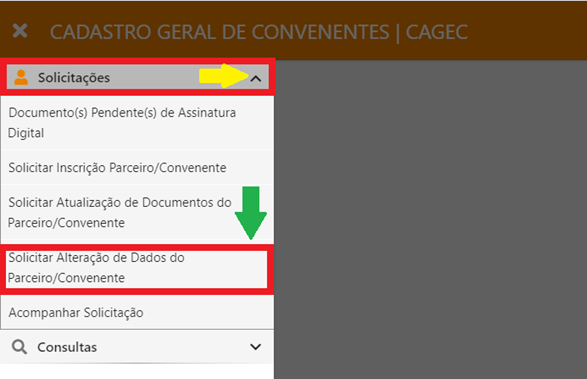 CADASTRO GERAL DE CONVENENTES | CAGEC
Solicitações
Documento(s) Pendente(s) de Assinatura
Digital
Solicitar Inscrição Parceiro/Convenente
Solicitar Atualização de Documentos do
Parceiro/Convenente
Solicitar Alteração de Dados do
Parceiro/Convenente
Acompanhar Solicitação
Consultas